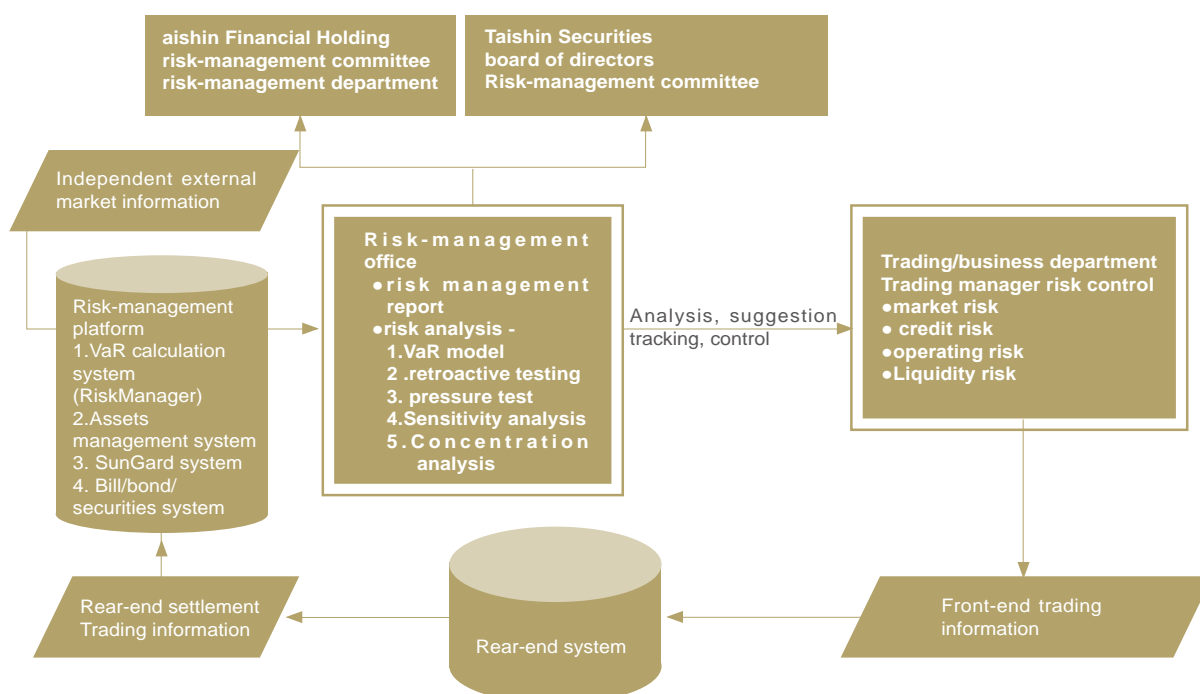 aishin Financial Holding
risk-management committee
risk-management department
Taishin Securities
board of directors
Risk-management committee
Independent external
market information
Risk-management
platform
1.VaR calculation
system
(RiskManager)
2.Assets
management system
3. SunGard system
4. Bill/bond/
securities system
Risk-management
office
●risk management
report
●risk analysis -
1.VaR model
2 .retroactive testing
3. pressure test
4.Sensitivity analysis
5.Concentration
analysis
Analysis, suggestion
tracking, control
Trading/business department
Trading manager risk control
●market risk
● credit risk
●operating risk
●Liquidity risk
Rear-end settlement
Trading information
Rear-end system
Front-end trading
information